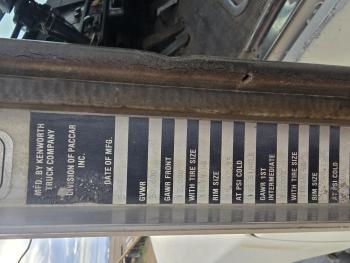 MFD. BY KENWORTH
TRUCK COMPANY
DIVISION OF PACCAR
INC.
DATE OF MFG.
GVWR
GAWR FRONT
WITH TIRE SIZE
RIM SIZE
AT PSI COLD
GAWR 1ST
INTERMEDIATE
WITH TIRE SIZE
RIM SIZE
AT PSI COLD